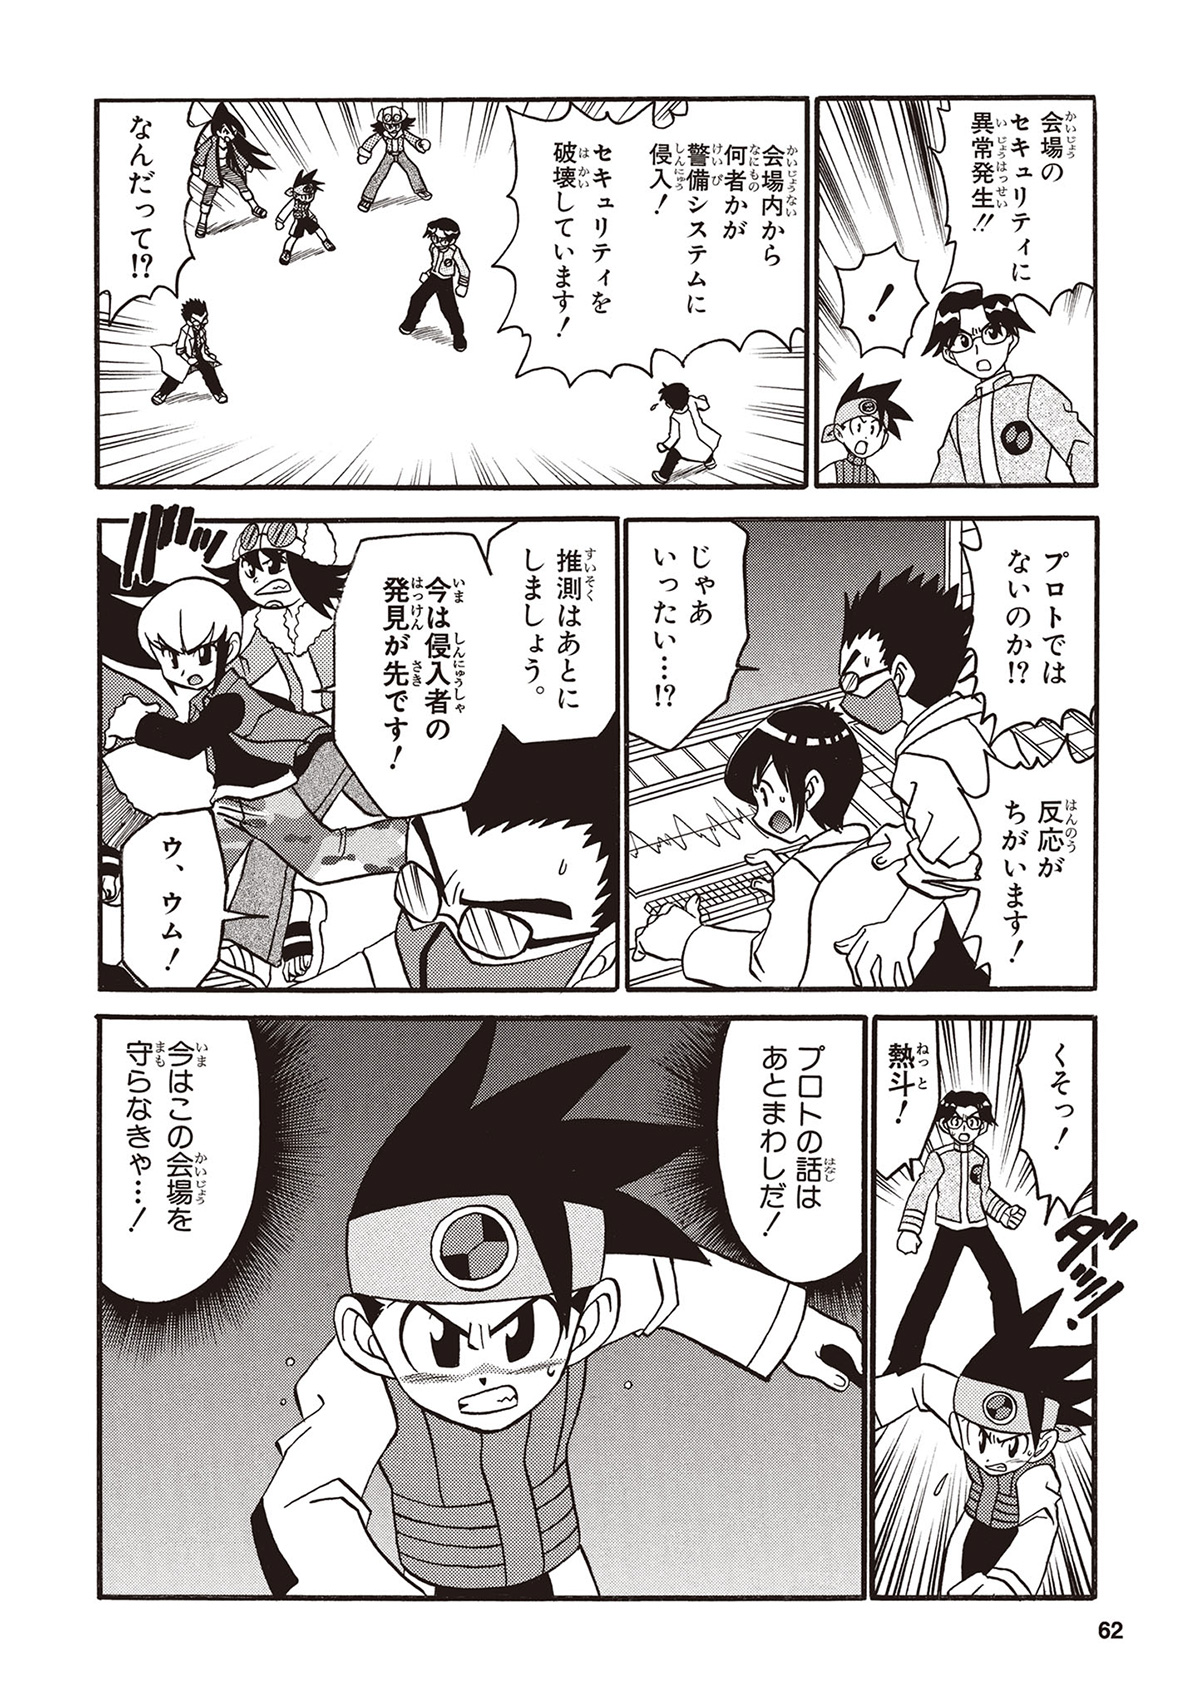 会場の
セキュリティに
異常発生!!
!
会場内から
何者かが
警備システムに
侵入!
セキュリティを
破壊しています!
なんだって!?
プロトでは
ないのか!?
反応が
ちがいます!
じゃあ
いったい…!?
推測はあとに
しましょう。
今は侵入者の
発見が先です!
バッ
ウ、ウム!
くそっ!
熱斗!
ダッ!
プロトの話は
あとまわしだ!
今はこの会場を
守らなきゃ…!
62